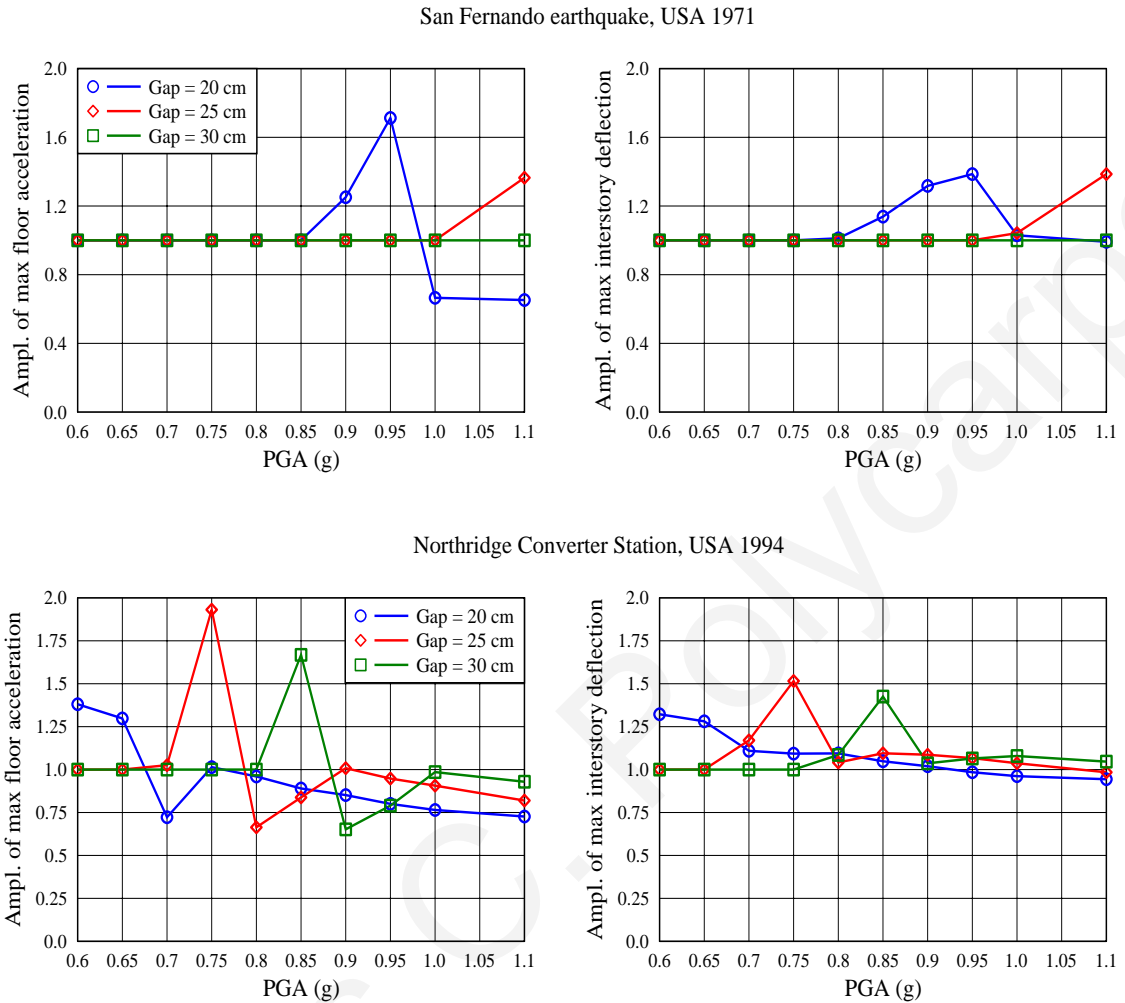 San Fernando earthquake, USA 1971
Ampl. of max floor acceleration
2.0
1.6
1.2
0.8
0.4
0.0
Gap = 20 cm
Gap = 25 cm
Gap = 30 cm
0.6 0.65 0.7 0.75 0.8 0.85 0.9 0.95 1.0 1.05 1.1
PGA (g)
Ampl. of max interstory deflection
2.0
1.6
1.2
0.8
0.4
0.0
0.6 0.65 0.7 0.75 0.8 0.85 0.9 0.95 1.0 1.05 1.1
PGA (g)
Northridge Converter Station, USA 1994
Ampl. of max floor acceleration
2.0
1.75
1.5
1.25
1.0
0.75
0.5
0.25
0.0
Gap = 20 cm
Gap = 25 cm
Gap = 30 cm
0.6 0.65 0.7 0.75 0.8 0.85 0.9 0.95 1.0 1.05 1.1
PGA (g)
Ampl. of max interstory deflection
2.0
1.75
1.5
1.25
1.0
0.75
0.5
0.25
0.0
0.6 0.65 0.7 0.75 0.8 0.85 0.9 0.95 1.0 1.05 1.1
PGA (g)
C. Polycarp